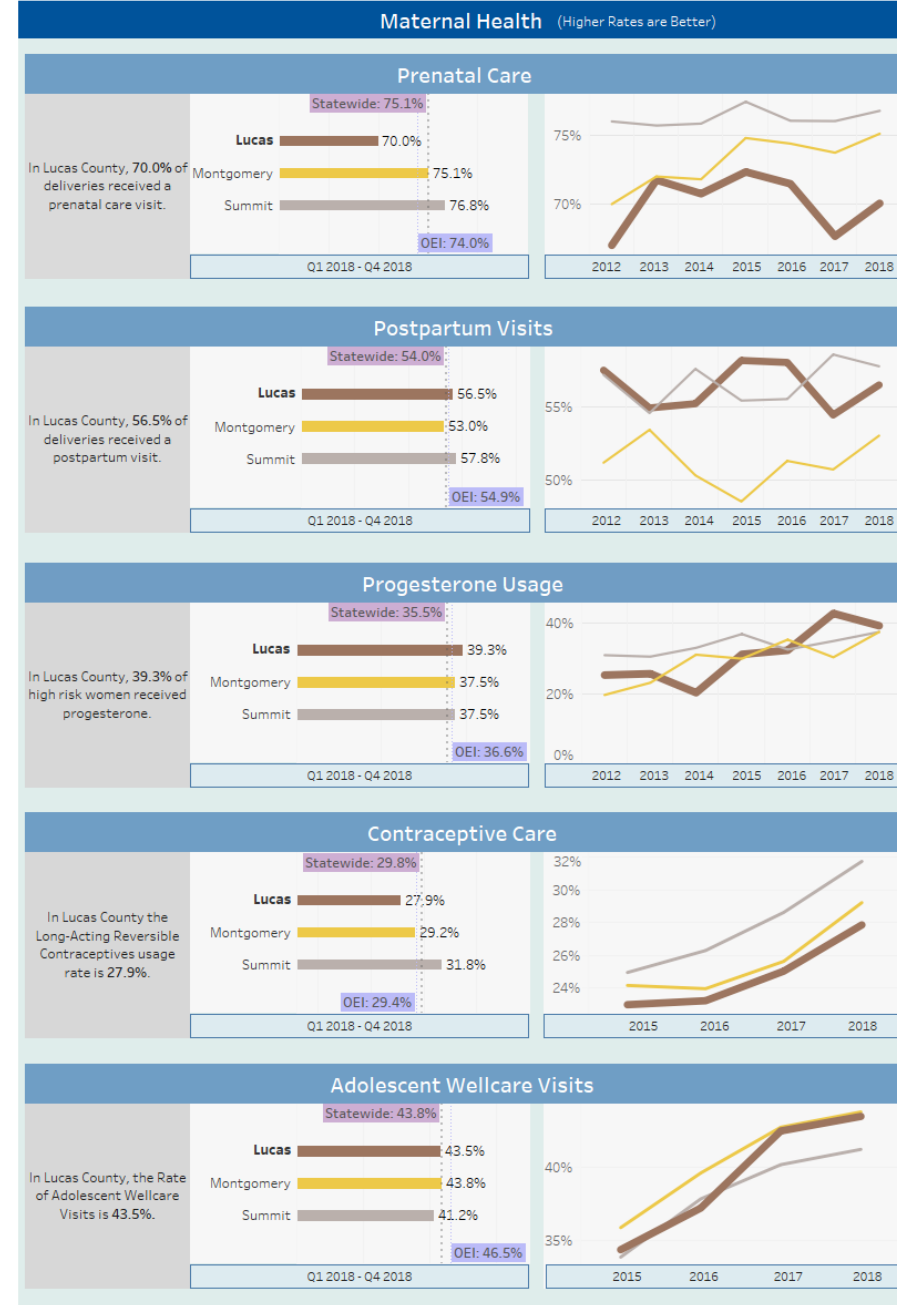 Maternal Health (Higher Rates are Better)
Prenatal Care
In Lucas County, 70.0% of
deliveries received a
prenatal care visit.
Statewide: 75.1%
Lucas 70.0%
Montgomery 75.1%
Summit 76.8%
OEI: 74.0%
Q1 2018 - Q4 2018
75%
70%
2012 2013 2014 2015 2016 2017 2018
Postpartum Visits
In Lucas County, 56.5% of
deliveries received a
postpartum visit.
Statewide: 54.0%
Lucas 56.5%
Montgomery 53.0%
Summit 57.8%
OEI: 54.9%
Q1 2018 - Q4 2018
55%
50%
2012 2013 2014 2015 2016 2017 2018
Progesterone Usage
In Lucas County, 39.3% of
high risk women received
progesterone.
Statewide: 35.5%
Lucas 39.3%
Montgomery 37.5%
Summit 37.5%
OEI: 36.6%
Q1 2018 - Q4 2018
40%
20%
0%
2012 2013 2014 2015 2016 2017 2018
Contraceptive Care
In Lucas County the
Long-Acting Reversible
Contraceptives usage
rate is 27.9%.
Statewide: 29.8%
Lucas 27.9%
Montgomery 29.2%
Summit 31.8%
OEI: 29.4%
Q1 2018 - Q4 2018
32%
30%
28%
26%
24%
2015 2016 2017 2018
Adolescent Wellcare Visits
In Lucas County, the Rate
of Adolescent Wellcare
Visits is 43.5%.
Statewide: 43.8%
Lucas 43.5%
Montgomery 43.8%
Summit 41.2%
OEI: 46.5%
Q1 2018 - Q4 2018
40%
35%
2015 2016 2017 2018